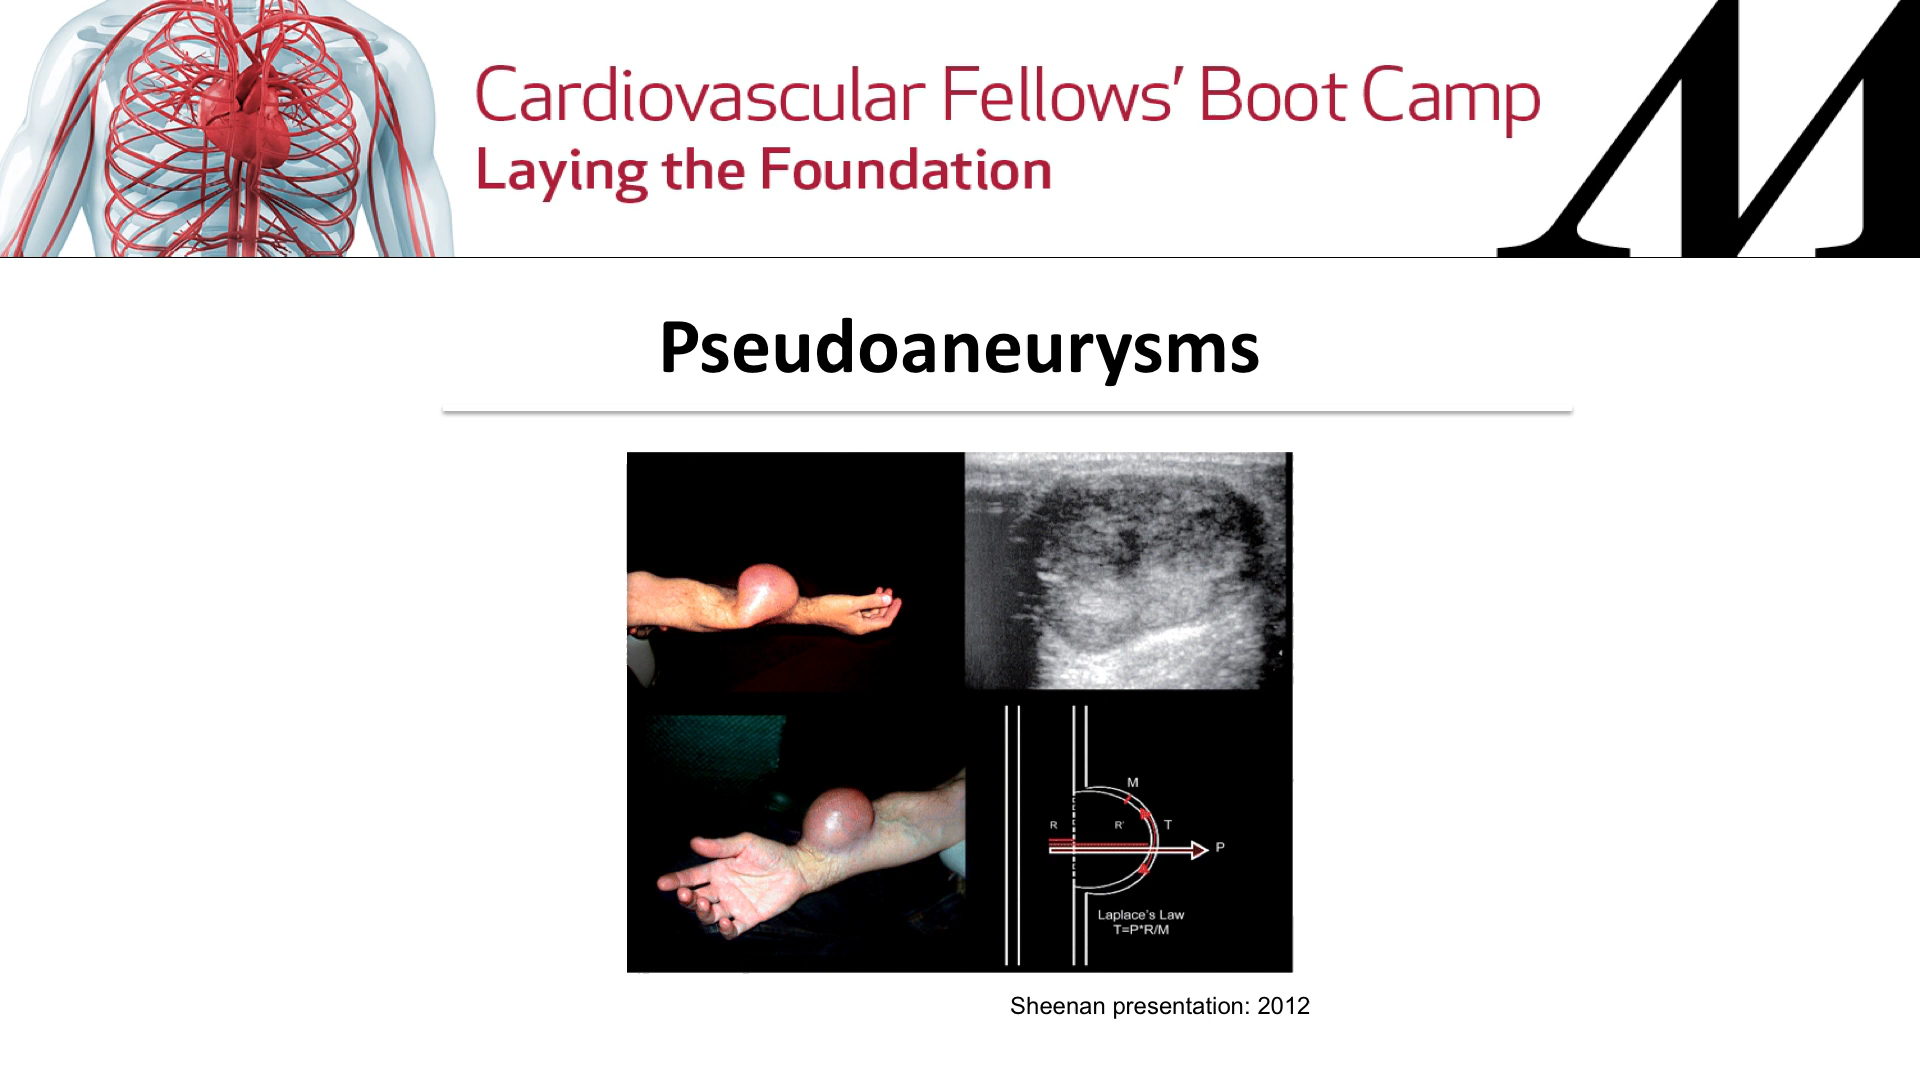 Cardiovascular Fellows' Boot Camp
Laying the Foundation
M
Pseudoaneurysms
M
R
R'
T
P
Laplace's Law
T=P*R/M
Sheenan presentation: 2012